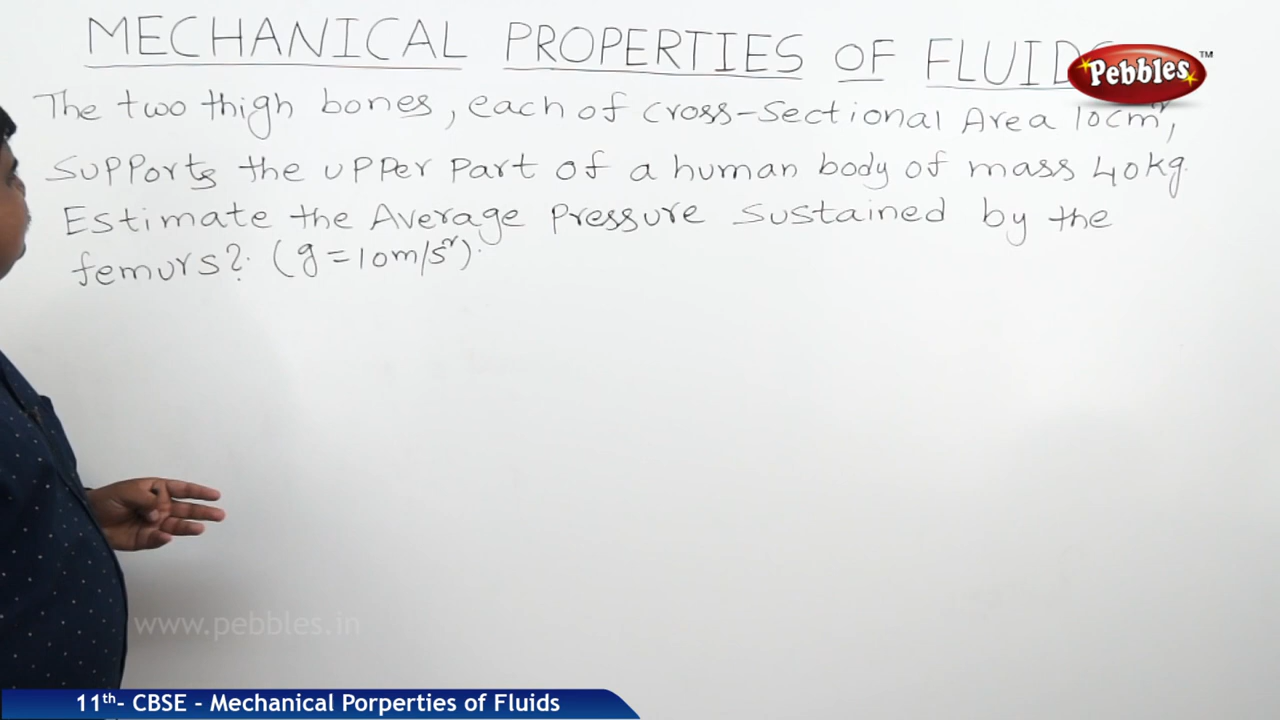 MECHANICAL PROPERTIES OF FLUIDS
Pebbles™
The two thigh bones, each of cross-sectional Area 10cm²,
Supports the upper part of a human body of mass 40kg.
Estimate the Average Pressure sustained by the
femurs? (g=10m/s²).
www.pebbles.in
11th- CBSE - Mechanical Porperties of Fluids